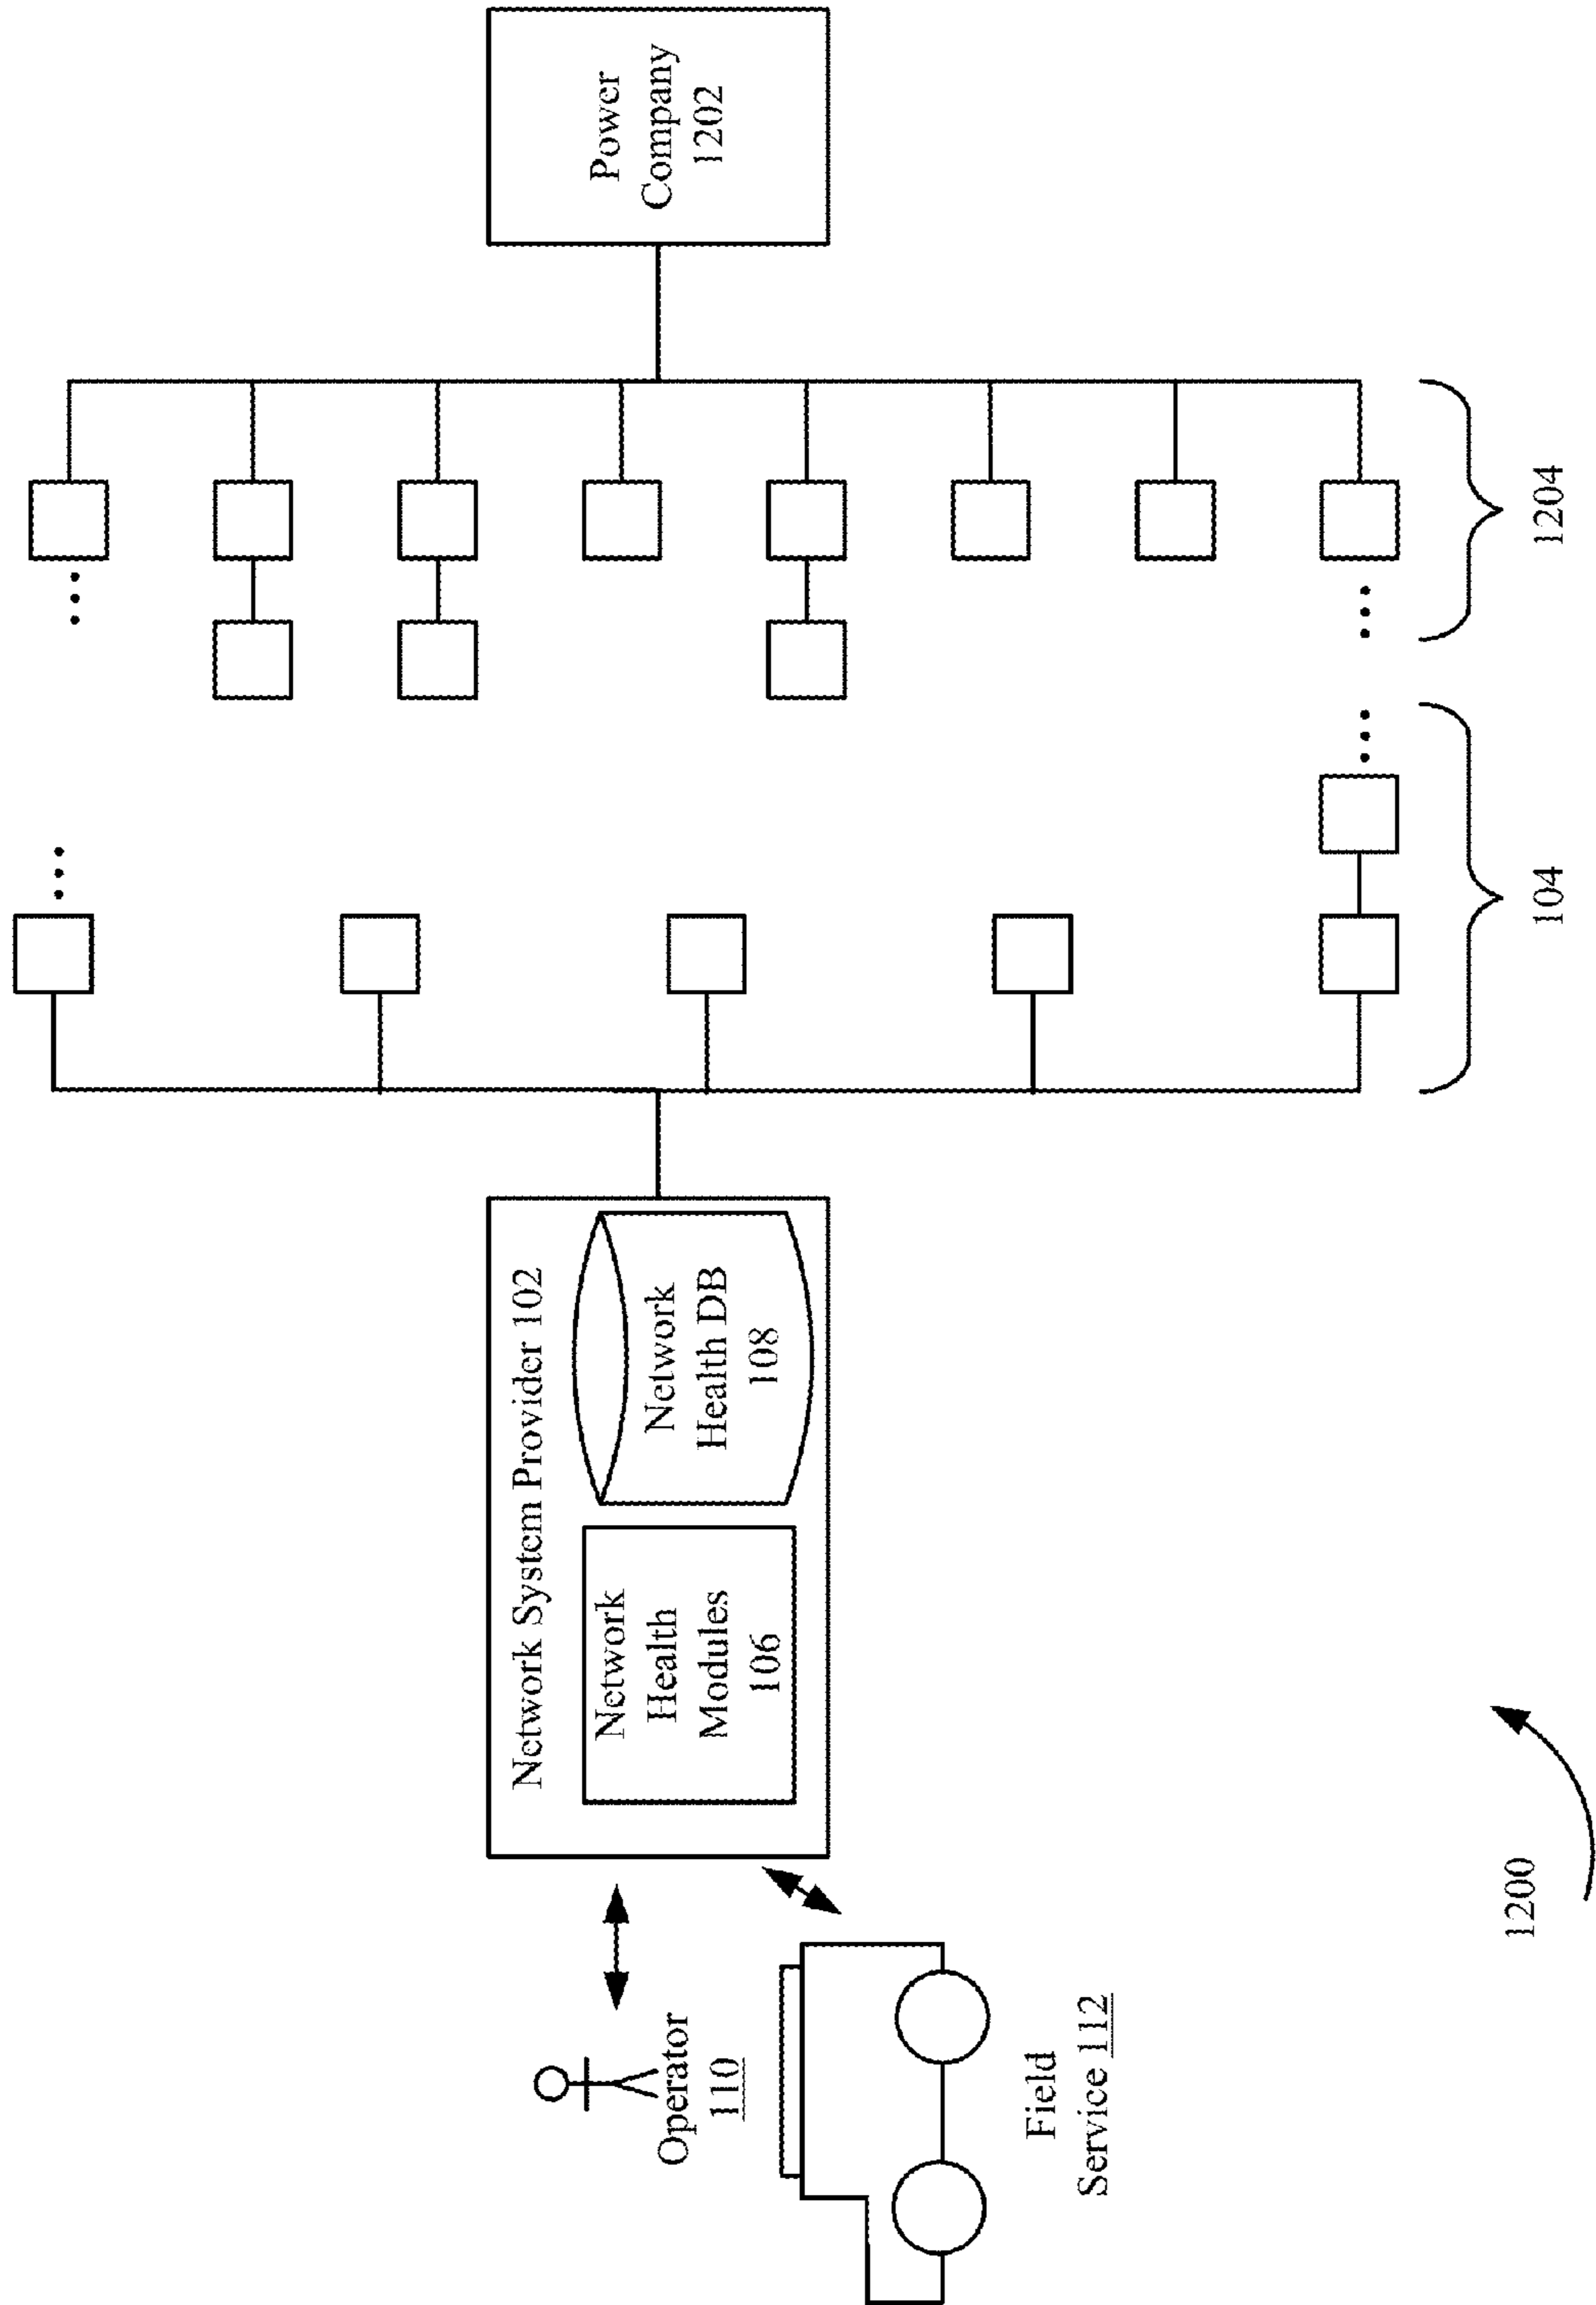 Network System Provider 102
Network
Health
Modules
106
Network
Health DB
108
Operator
110
Field
Service 112
Power
Company
1202
104
1204
1200